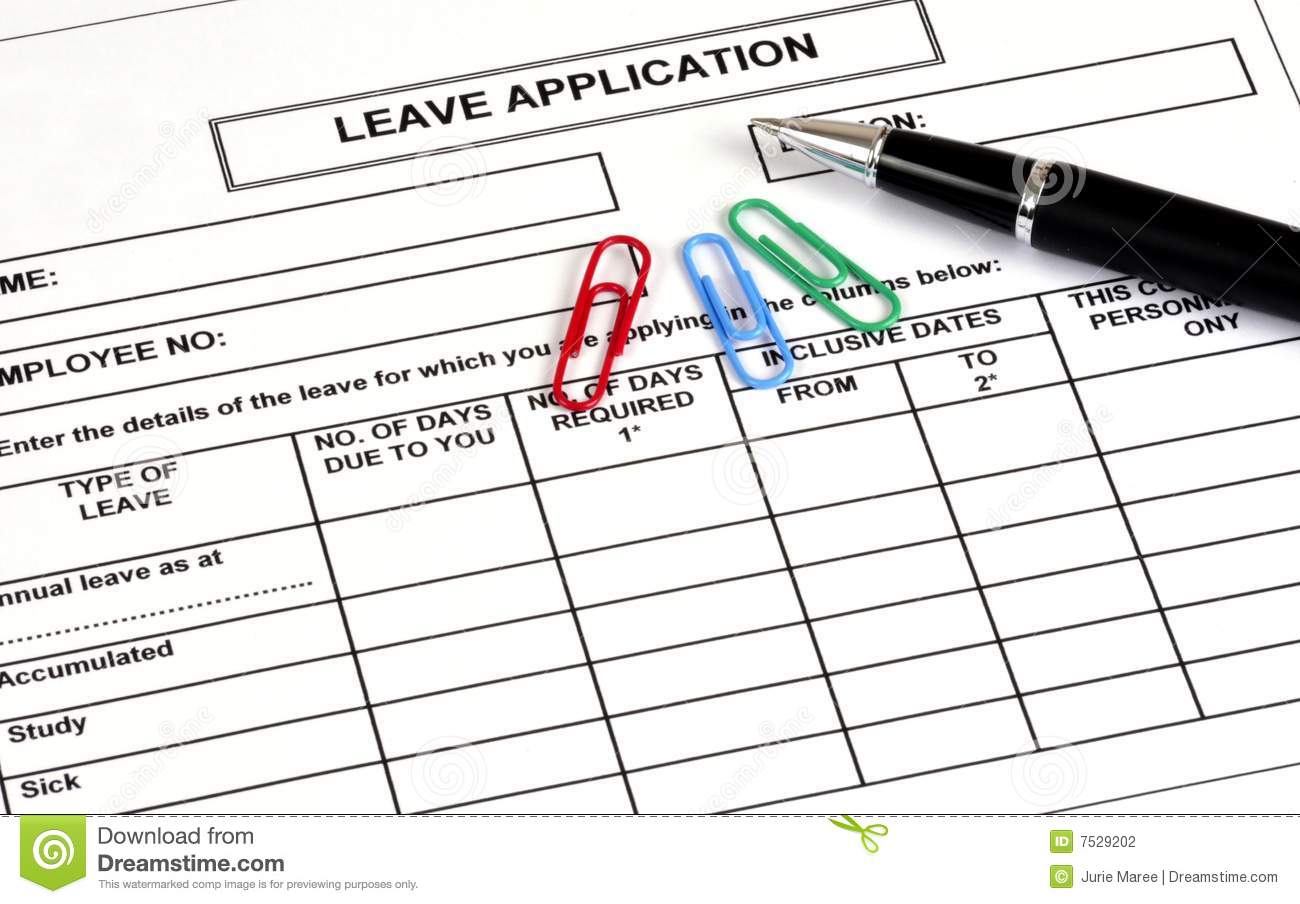 LEAVE APPLICATION
ME:
MPLOYEE NO:
Enter the details of the leave for which you are applying in the columns below:
TYPE OF
LEAVE
NO. OF DAYS
DUE TO YOU
NO. OF DAYS
REQUIRED
1*
INCLUSIVE DATES
FROM
TO
2*
THIS
ONY
nnual leave as at
Accumulated
Study
Sick
Download from
Dreamstime.com
This watermarked comp image is for previewing purposes only.
ID 7529202
© Jurie Maree | Dreamstime.com